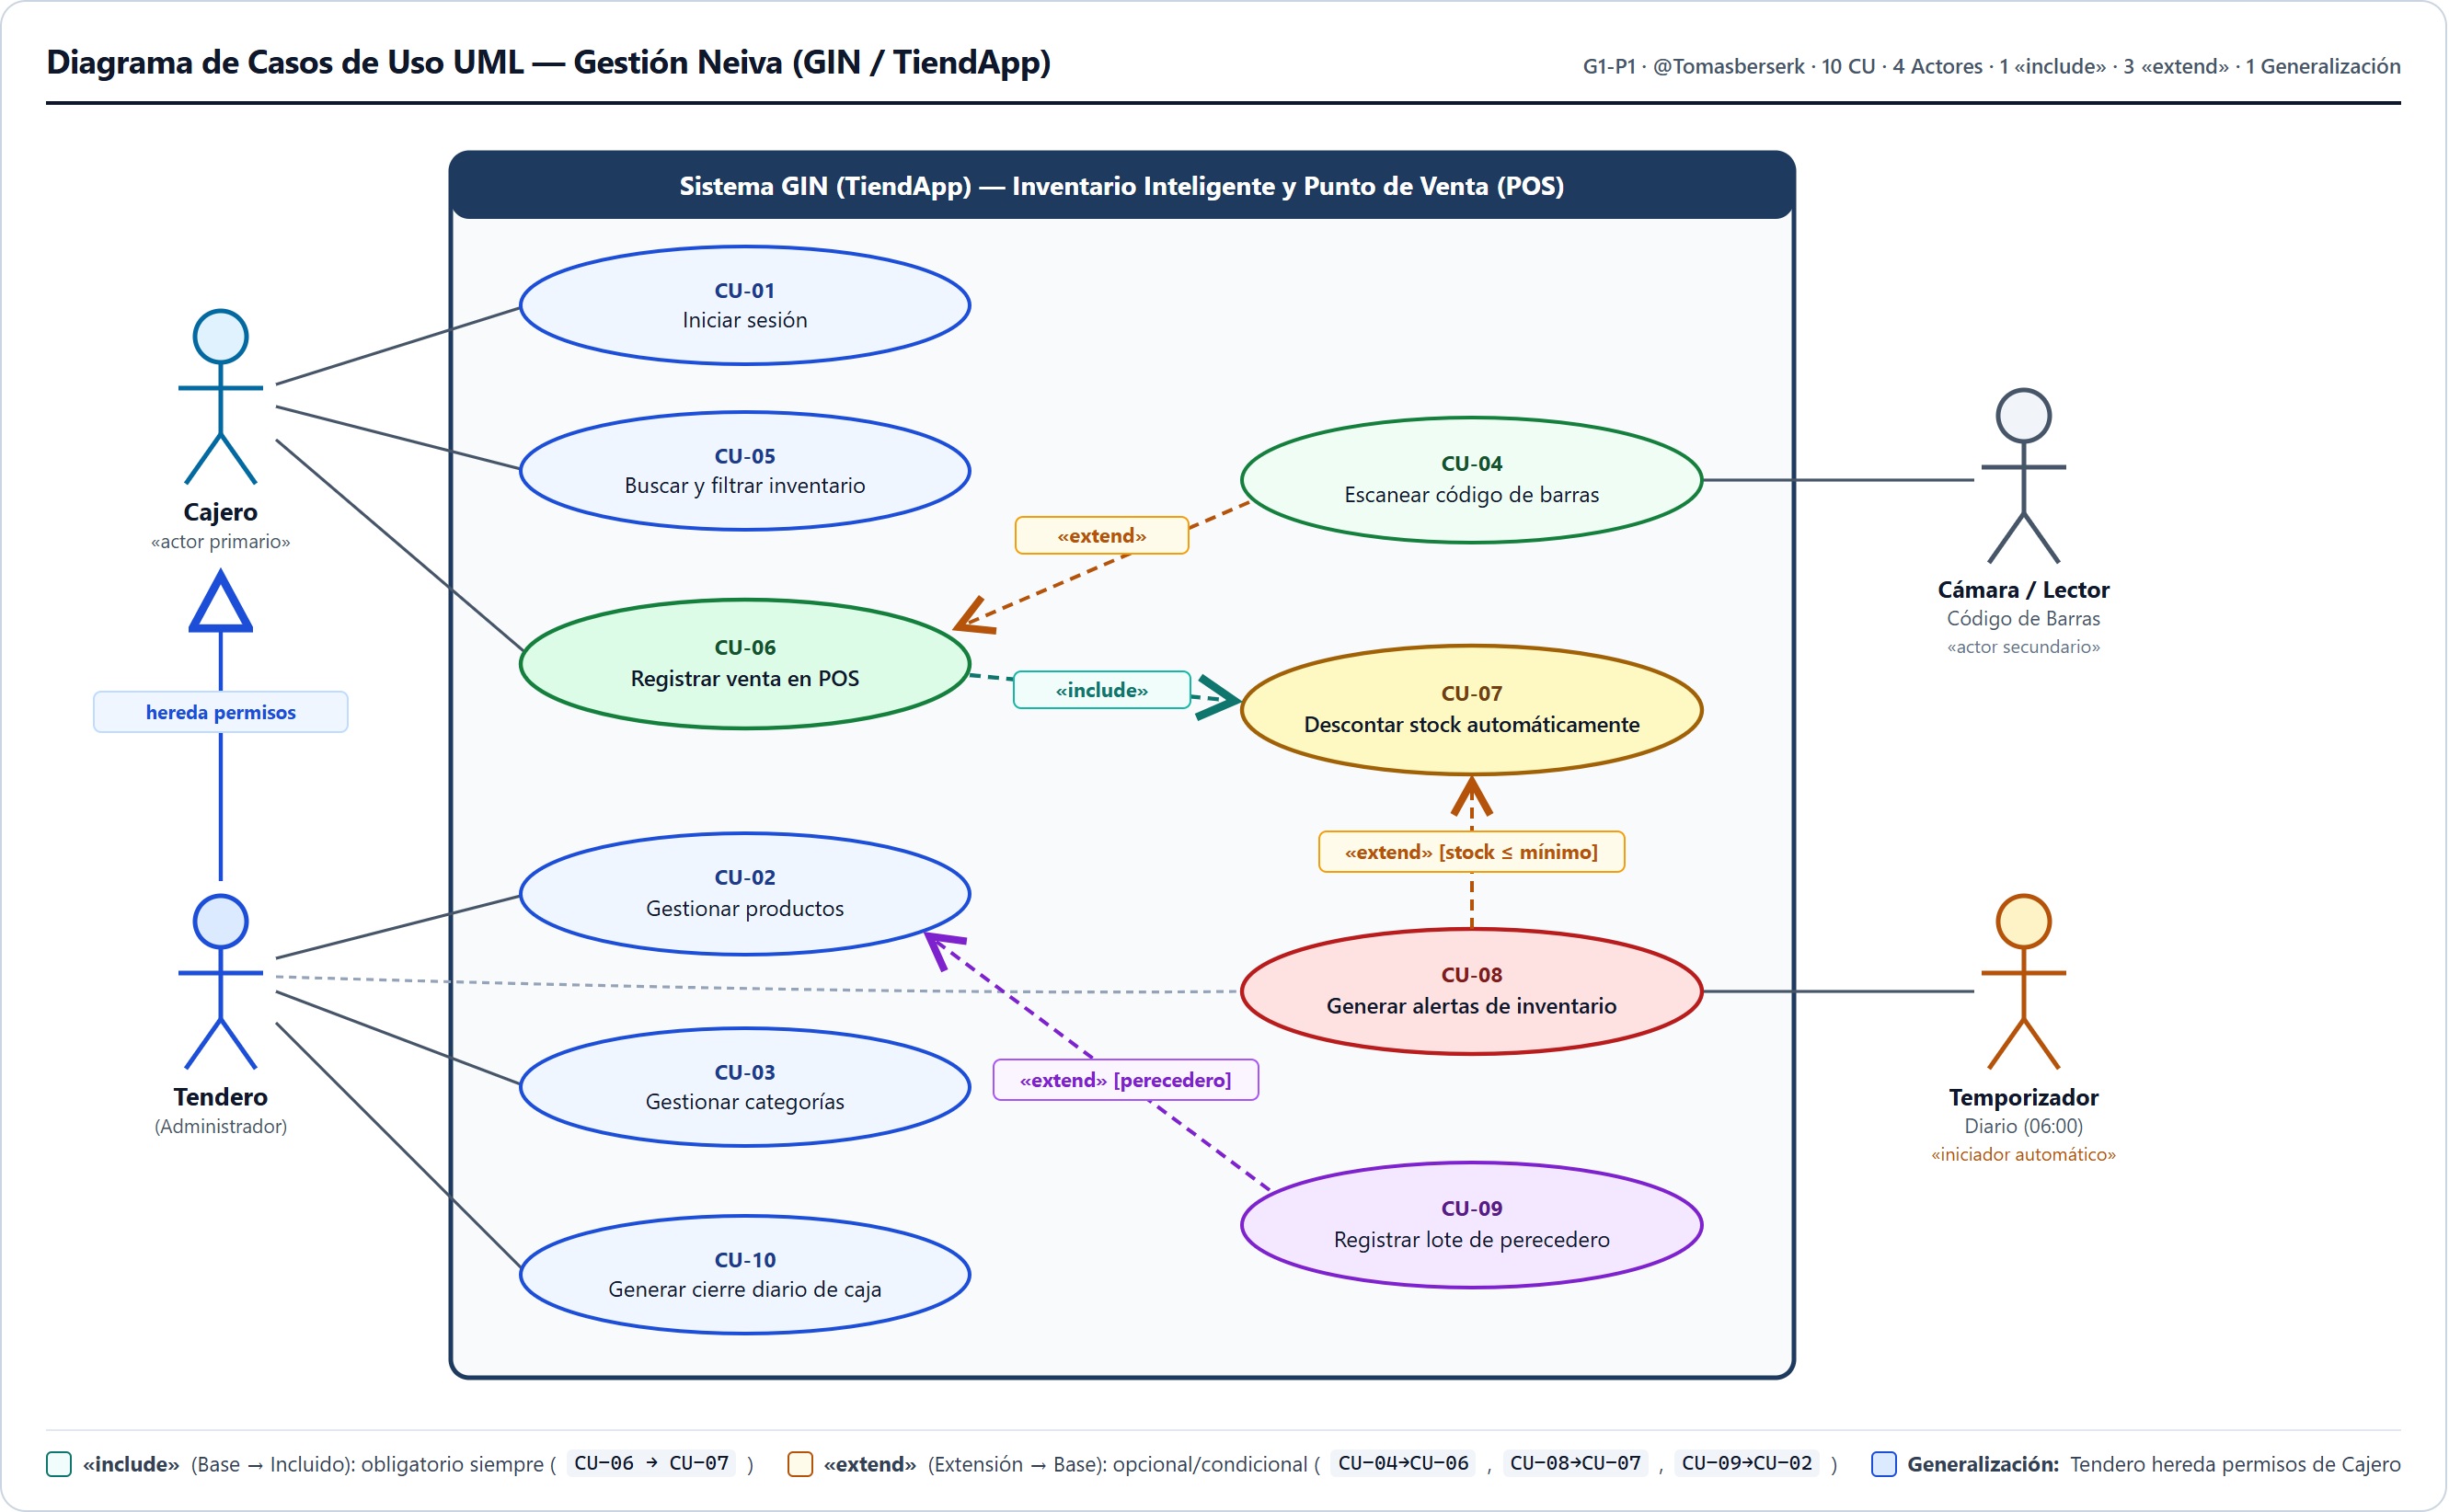 Diagrama de Casos de Uso UML — Gestión Neiva (GIN / TiendApp)
G1-P1 · @Tomasberserk · 10 CU · 4 Actores · 1 «include» · 3 «extend» · 1 Generalización
Sistema GIN (TiendApp) — Inventario Inteligente y Punto de Venta (POS)
CU-01
Iniciar sesión
CU-05
Buscar y filtrar inventario
CU-04
Escanear código de barras
Cajero
«actor primario»
«extend»
Cámara / Lector
Código de Barras
«actor secundario»
CU-06
Registrar venta en POS
«include»
CU-07
Descontar stock automáticamente
hereda permisos
«extend» [stock ≤ mínimo]
CU-02
Gestionar productos
CU-08
Generar alertas de inventario
CU-03
Gestionar categorías
«extend» [perecedero]
Tendero
(Administrador)
Temporizador
Diario (06:00)
«iniciador automático»
CU-09
Registrar lote de perecedero
CU-10
Generar cierre diario de caja
«include» (Base → Incluido): obligatorio siempre ( CU-06 → CU-07 ) «extend» (Extensión → Base): opcional/condicional ( CU-04→CU-06 , CU-08→CU-07 , CU-09→CU-02 ) Generalización: Tendero hereda permisos de Cajero